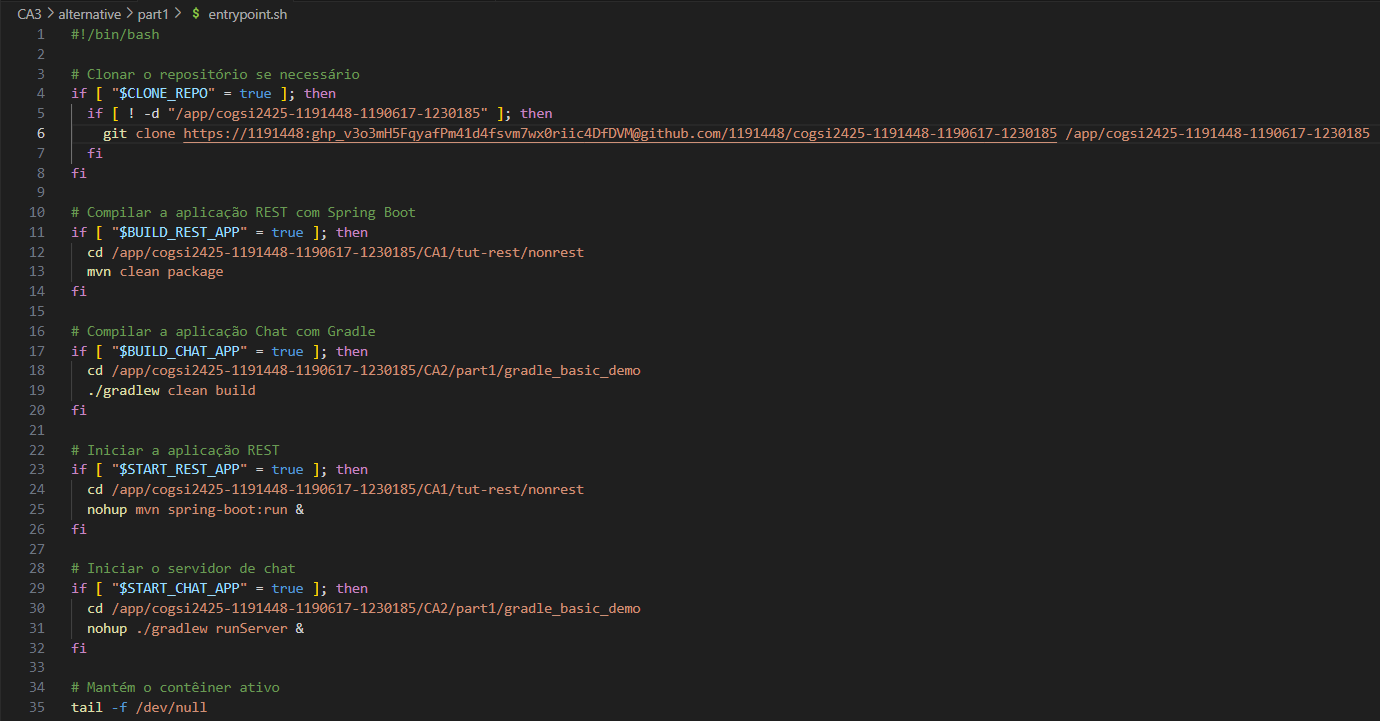 CA3 > alternative > part1 > $ entrypoint.sh
1 #!/bin/bash
2
3 # Clonar o repositório se necessário
4 if [ "$CLONE_REPO" = true ]; then
5 if [ ! -d "/app/cogsi2425-1191448-1190617-1230185" ]; then
6 git clone https://1191448: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@github.com/1191448/cogsi2425-1191448-1190617-1230185 /app/cogsi2425-1191448-1190617-1230185
7 fi
8 fi
9
10 # Compilar a aplicação REST com Spring Boot
11 if [ "$BUILD_REST_APP" = true ]; then
12 cd /app/cogsi2425-1191448-1190617-1230185/CA1/tut-rest/nonrest
13 mvn clean package
14 fi
15
16 # Compilar a aplicação Chat com Gradle
17 if [ "$BUILD_CHAT_APP" = true ]; then
18 cd /app/cogsi2425-1191448-1190617-1230185/CA2/part1/gradle_basic_demo
19 ./gradlew clean build
20 fi
21
22 # Iniciar a aplicação REST
23 if [ "$START_REST_APP" = true ]; then
24 cd /app/cogsi2425-1191448-1190617-1230185/CA1/tut-rest/nonrest
25 nohup mvn spring-boot:run &
26 fi
27
28 # Iniciar o servidor de chat
29 if [ "$START_CHAT_APP" = true ]; then
30 cd /app/cogsi2425-1191448-1190617-1230185/CA2/part1/gradle_basic_demo
31 nohup ./gradlew runServer &
32 fi
33
34 # Mantém o contêiner ativo
35 tail -f /dev/null